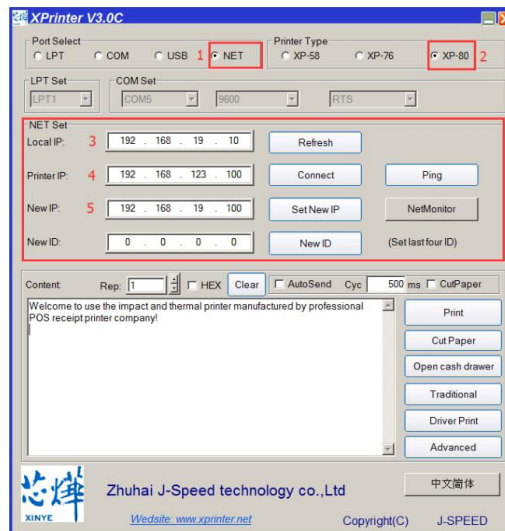 XPrinter V3.0C
Port Select
Printer Type
LPT COM USB 1 NET XP-58 XP-76 XP-80 2
LPT Set
COM Set
LPT1 COM5 9600 RTS
NET Set
Local IP: 3 192 . 168 . 19 . 10 Refresh
Printer IP: 4 192 . 168 . 123 . 100 Connect Ping
New IP: 5 192 . 168 . 19 . 100 Set New IP NetMonitor
New ID: 0 . 0 . 0 . 0 New ID (Set last four ID)
Content Rep: 1 HEX Clear AutoSend Cyc 500 ms CutPaper
Welcome to use the impact and thermal printer manufactured by professional
POS receipt printer company!
Print
Cut Paper
Open cash drawer
Traditional
Driver Print
Advanced
芯烨
XINYE
Zhuhai J-Speed technology co.,Ltd
中文简体
Wedsite: www.xprinter.net
Copyright(C) J-SPEED